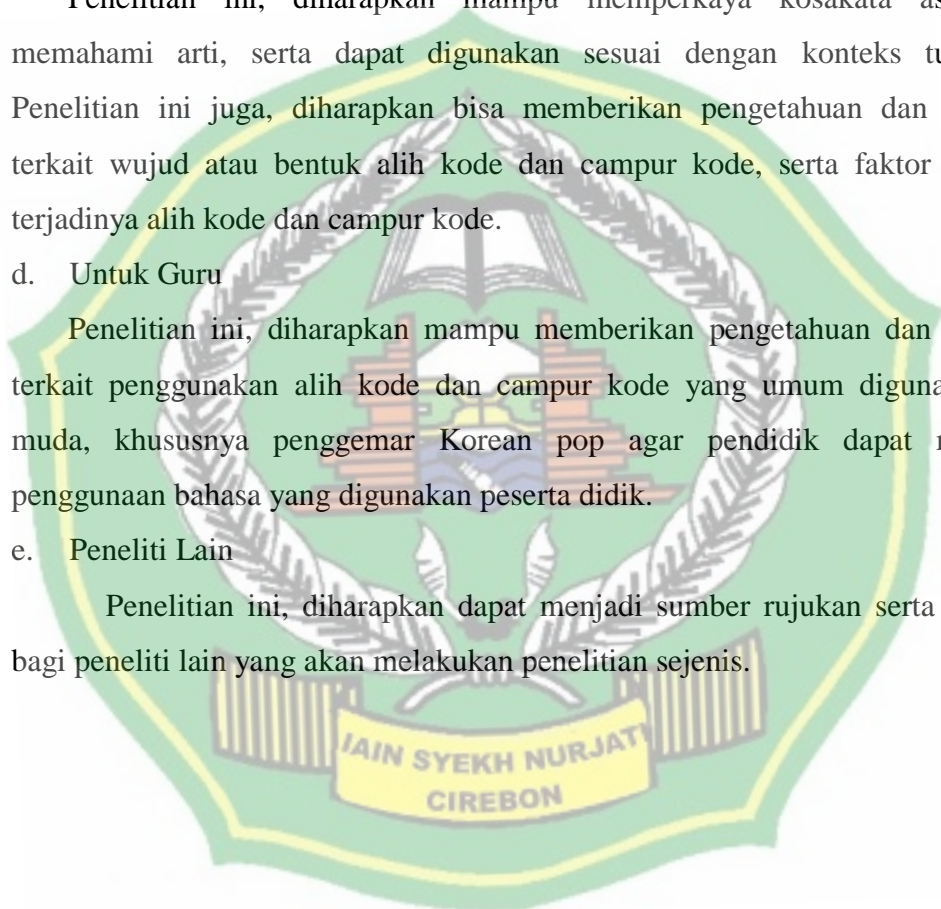 Penelitian ini, diharapkan mampu memperkaya kosakata
memahami arti, serta dapat digunakan sesuai dengan konteks
Penelitian ini juga, diharapkan bisa memberikan pengetahuan dan
terkait wujud atau bentuk alih kode dan campur kode, serta faktor
terjadinya alih kode dan campur kode.
d. Untuk Guru
Penelitian ini, diharapkan mampu memberikan pengetahuan dan
terkait penggunakan alih kode dan campur kode yang umum
muda, khususnya penggemar Korean pop agar pendidik dapat
penggunaan bahasa yang digunakan peserta didik.
e. Peneliti Lain
Penelitian ini, diharapkan dapat menjadi sumber rujukan serta
bagi peneliti lain yang akan melakukan penelitian sejenis.
IAIN SYEKH NURJATI
CIREBON